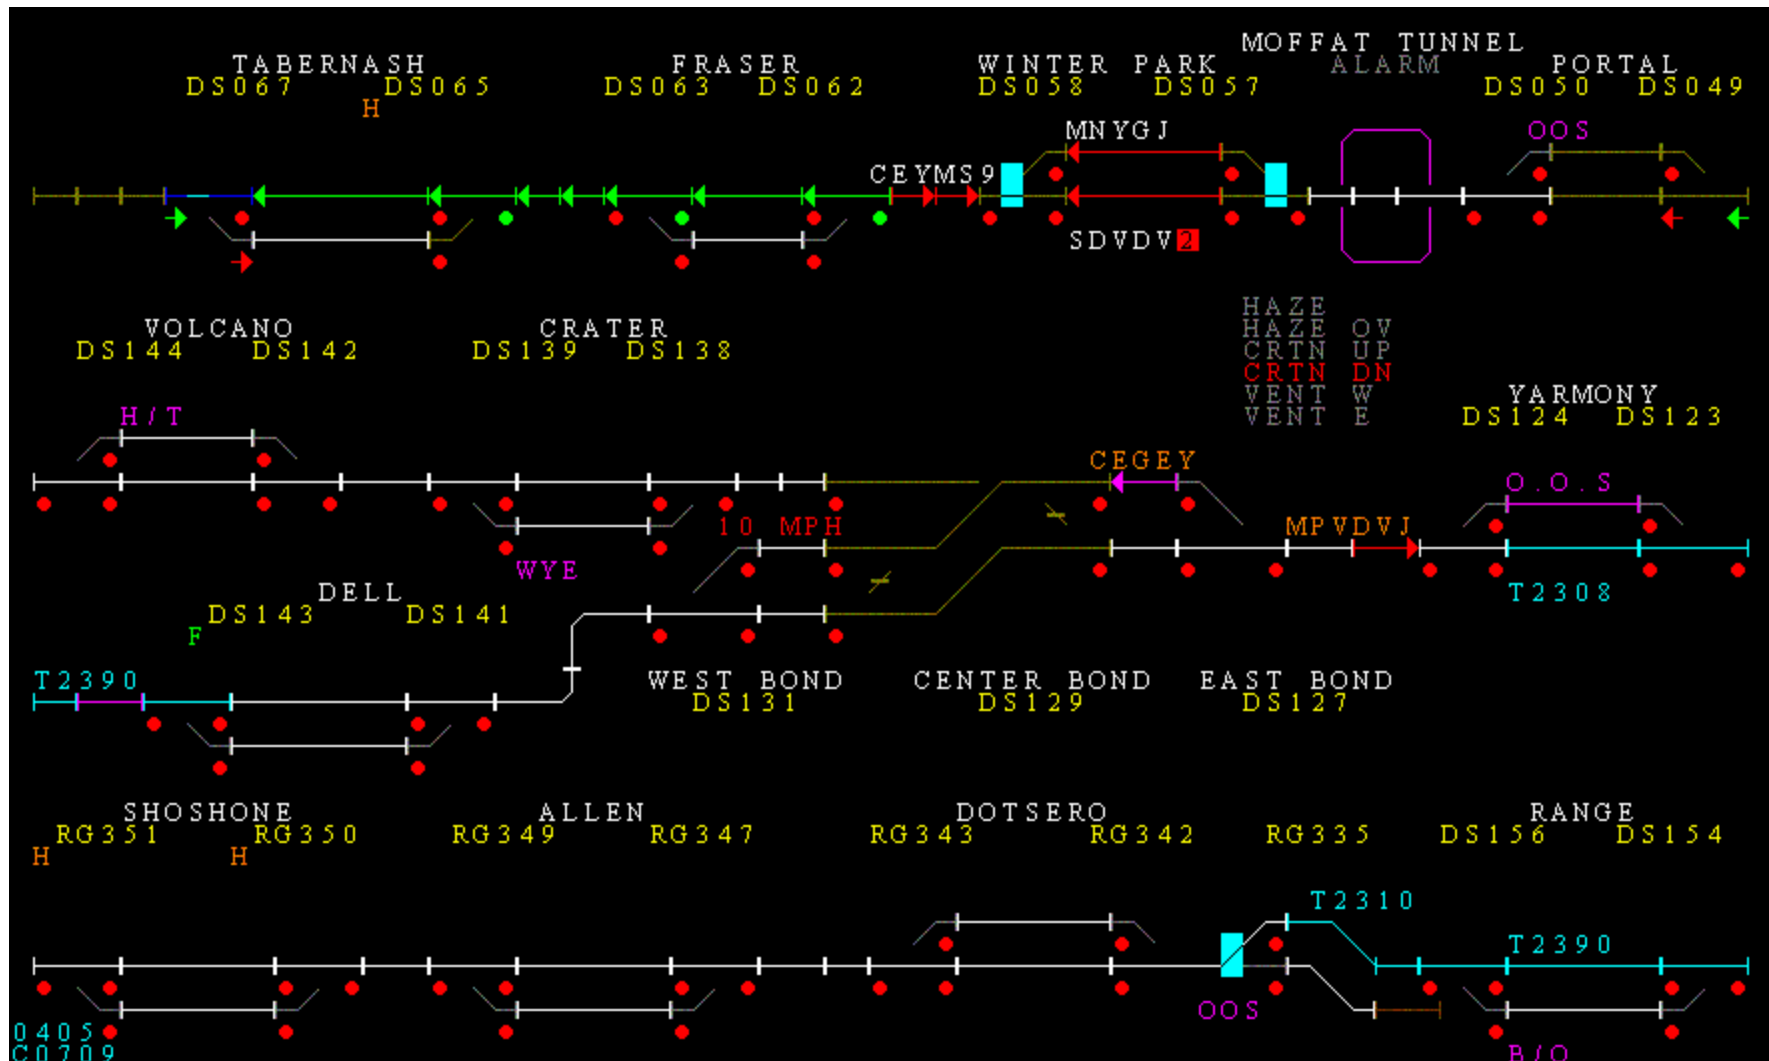 MOFFAT TUNNEL
TABERNASH FRASER WINTER PARK ALARM PORTAL
DS067 DS065 DS063 DS062 DS058 DS057 DS050 DS049
H
MNYGJ OOS
CEYMS9
SDVDV2
HAZE
VOLCANO CRATER HAZE OV
DS144 DS142 DS139 DS138 CRTN UP
CRTN DN
VENT W YARMONY
H/T VENT E DS124 DS123
CEGEY
O.O.S
10 MPH MPVDVJ
WYE
DELL T2308
DS143 DS141
F
T2390 WEST BOND CENTER BOND EAST BOND
DS131 DS129 DS127
SHOSHONE ALLEN DOTSERO RANGE
RG351 RG350 RG349 RG347 RG343 RG342 RG335 DS156 DS154
H H
T2310
T2390
OOS
0405
C0709 B/O